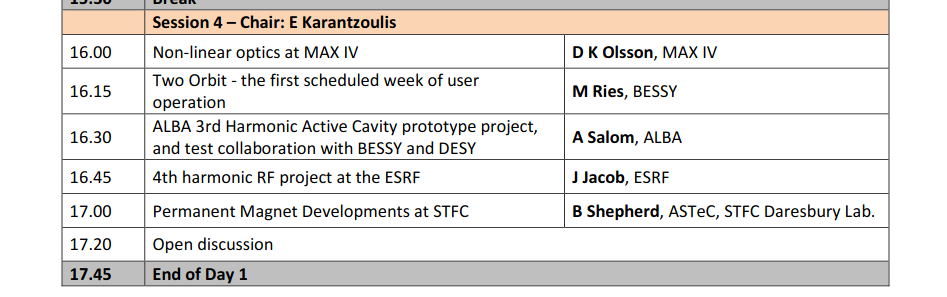 15.30 Break
Session 4 – Chair: E Karantzoulis
16.00 Non-linear optics at MAX IV D K Olsson, MAX IV
16.15 Two Orbit - the first scheduled week of user
operation M Ries, BESSY
16.30 ALBA 3rd Harmonic Active Cavity prototype project,
and test collaboration with BESSY and DESY A Salom, ALBA
16.45 4th harmonic RF project at the ESRF J Jacob, ESRF
17.00 Permanent Magnet Developments at STFC B Shepherd, ASTeC, STFC Daresbury Lab.
17.20 Open discussion
17.45 End of Day 1